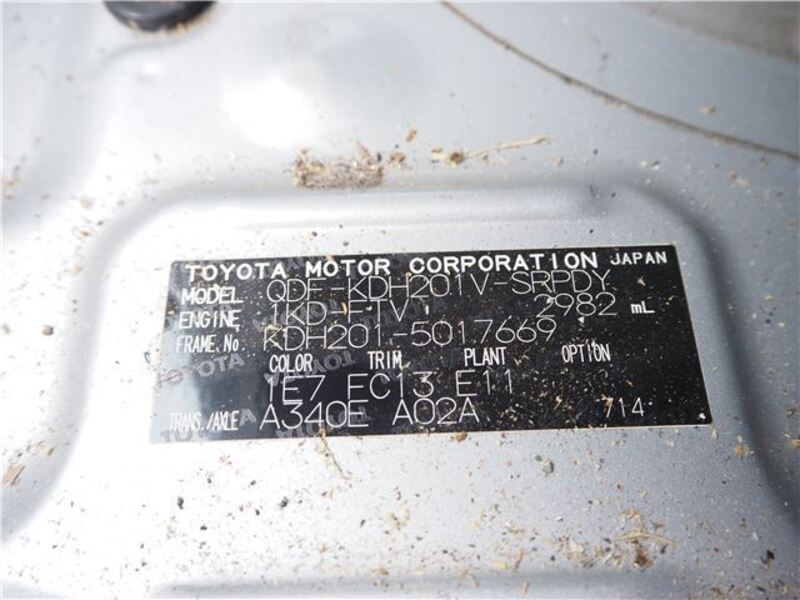 TOYOTA MOTOR CORPORATION JAPAN
MODEL QDF-KDH201V-SRPDY
ENGINE 1KD-FTV 2982 mL
FRAME No KDH201-5017669
COLOR TRIM PLANT OPTION
1E7 FC13 E11
TRANS./AXLE A340E A02A 714